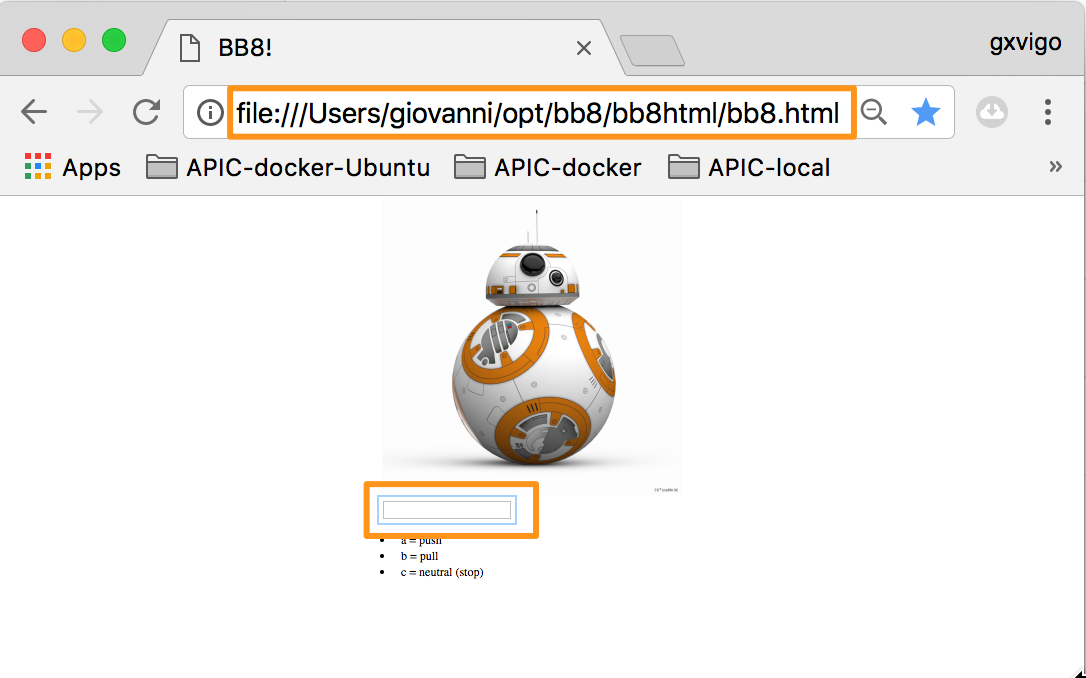 BB8!
gxvigo
file:///Users/giovanni/opt/bb8/bb8html/bb8.html
Apps APIC-docker-Ubuntu APIC-docker APIC-local »
• a = push
• b = pull
• c = neutral (stop)